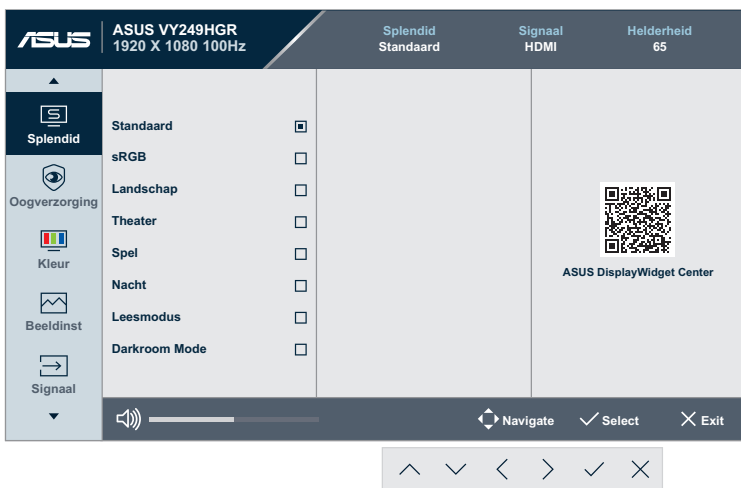 ASUS
ASUS VY249HGR
1920 X 1080 100Hz
Splendid
Standaard
Signaal
HDMI
Helderheid
65
Splendid
Oogverzorging
Kleur
Beeldinst
Signaal
Standaard
sRGB
Landschap
Theater
Spel
Nacht
Leesmodus
Darkroom Mode
ASUS DisplayWidget Center
Navigate
Select
Exit